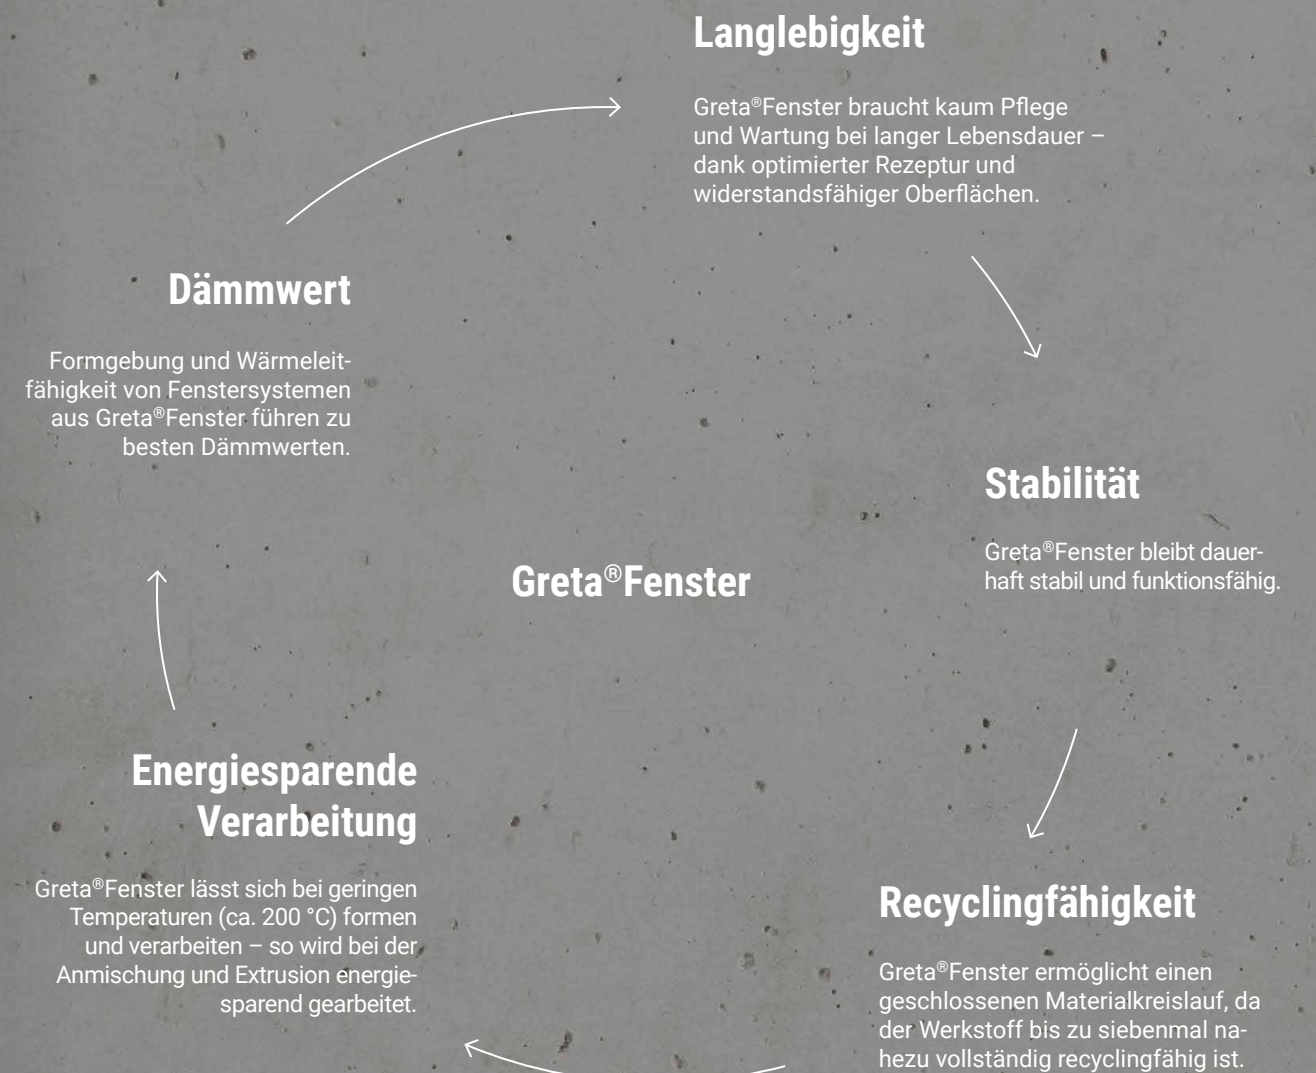 Langlebigkeit
Greta®Fenster braucht kaum Pflege
und Wartung bei langer Lebensdauer –
dank optimierter Rezeptur und
widerstandsfähiger Oberflächen.
Stabilität
Greta®Fenster bleibt dauer-
haft stabil und funktionsfähig.
Recyclingfähigkeit
Greta®Fenster ermöglicht einen
geschlossenen Materialkreislauf, da
der Werkstoff bis zu siebenmal na-
hezu vollständig recyclingfähig ist.
Energiesparende
Verarbeitung
Greta®Fenster lässt sich bei geringen
Temperaturen (ca. 200 °C) formen
und verarbeiten – so wird bei der
Anmischung und Extrusion energie-
sparend gearbeitet.
Dämmwert
Formgebung und Wärmeleit-
fähigkeit von Fenstersystemen
aus Greta®Fenster führen zu
besten Dämmwerten.
Greta®Fenster